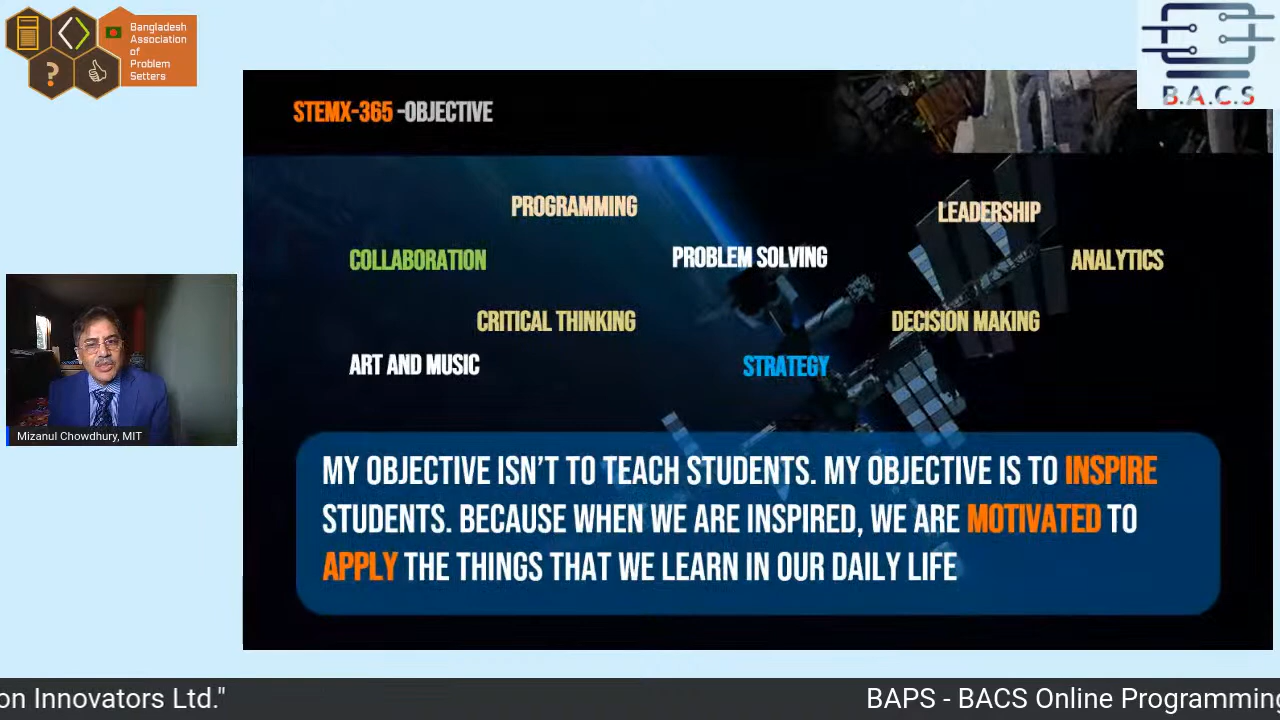 Bangladesh
Association
of
Problem
Setters
?
B.A.C.S
STEMX-365 -OBJECTIVE
PROGRAMMING
LEADERSHIP
COLLABORATION
PROBLEM SOLVING
ANALYTICS
CRITICAL THINKING
DECISION MAKING
ART AND MUSIC
STRATEGY
MY OBJECTIVE ISN’T TO TEACH STUDENTS. MY OBJECTIVE IS TO INSPIRE
STUDENTS. BECAUSE WHEN WE ARE INSPIRED, WE ARE MOTIVATED TO
APPLY THE THINGS THAT WE LEARN IN OUR DAILY LIFE
Mizanul Chowdhury, MIT
on Innovators Ltd." BAPS - BACS Online Programming